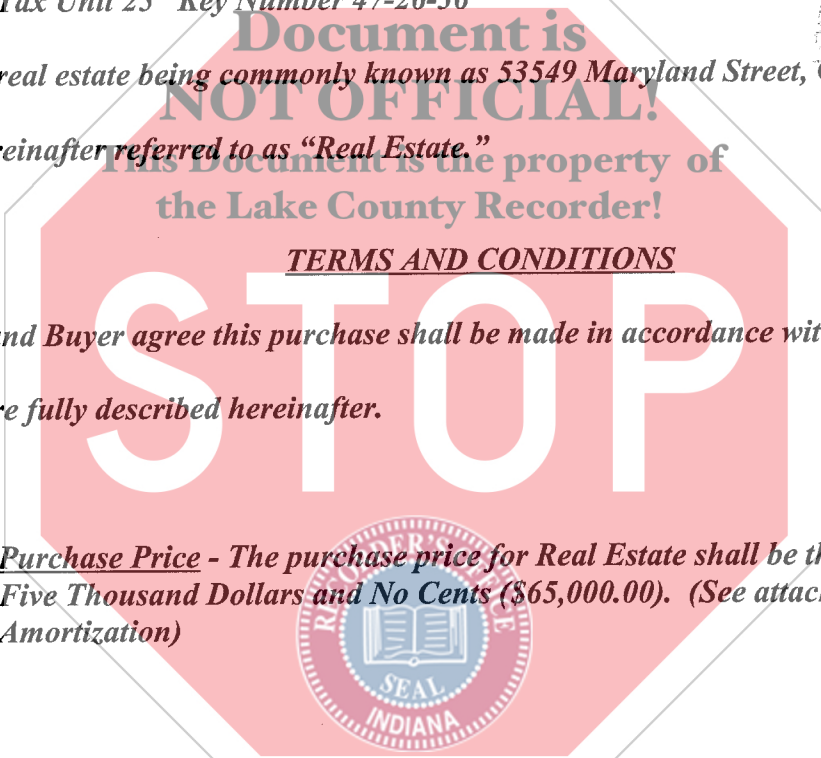 Tax Unit 25 Key Number 47-26-36
Document is
real estate being commonly known as 53549 Maryland Street,
NOT OFFICIAL!
reinafter referred to as “Real Estate.”
This Document is the property of
the Lake County Recorder!
TERMS AND CONDITIONS
STOP
nd Buyer agree this purchase shall be made in accordance wit
re fully described hereinafter.
Purchase Price - The purchase price for Real Estate shall be th
Five Thousand Dollars and No Cents ($65,000.00). (See attac
Amortization)
RECORDER'S OFFICE
SEAL
INDIANA